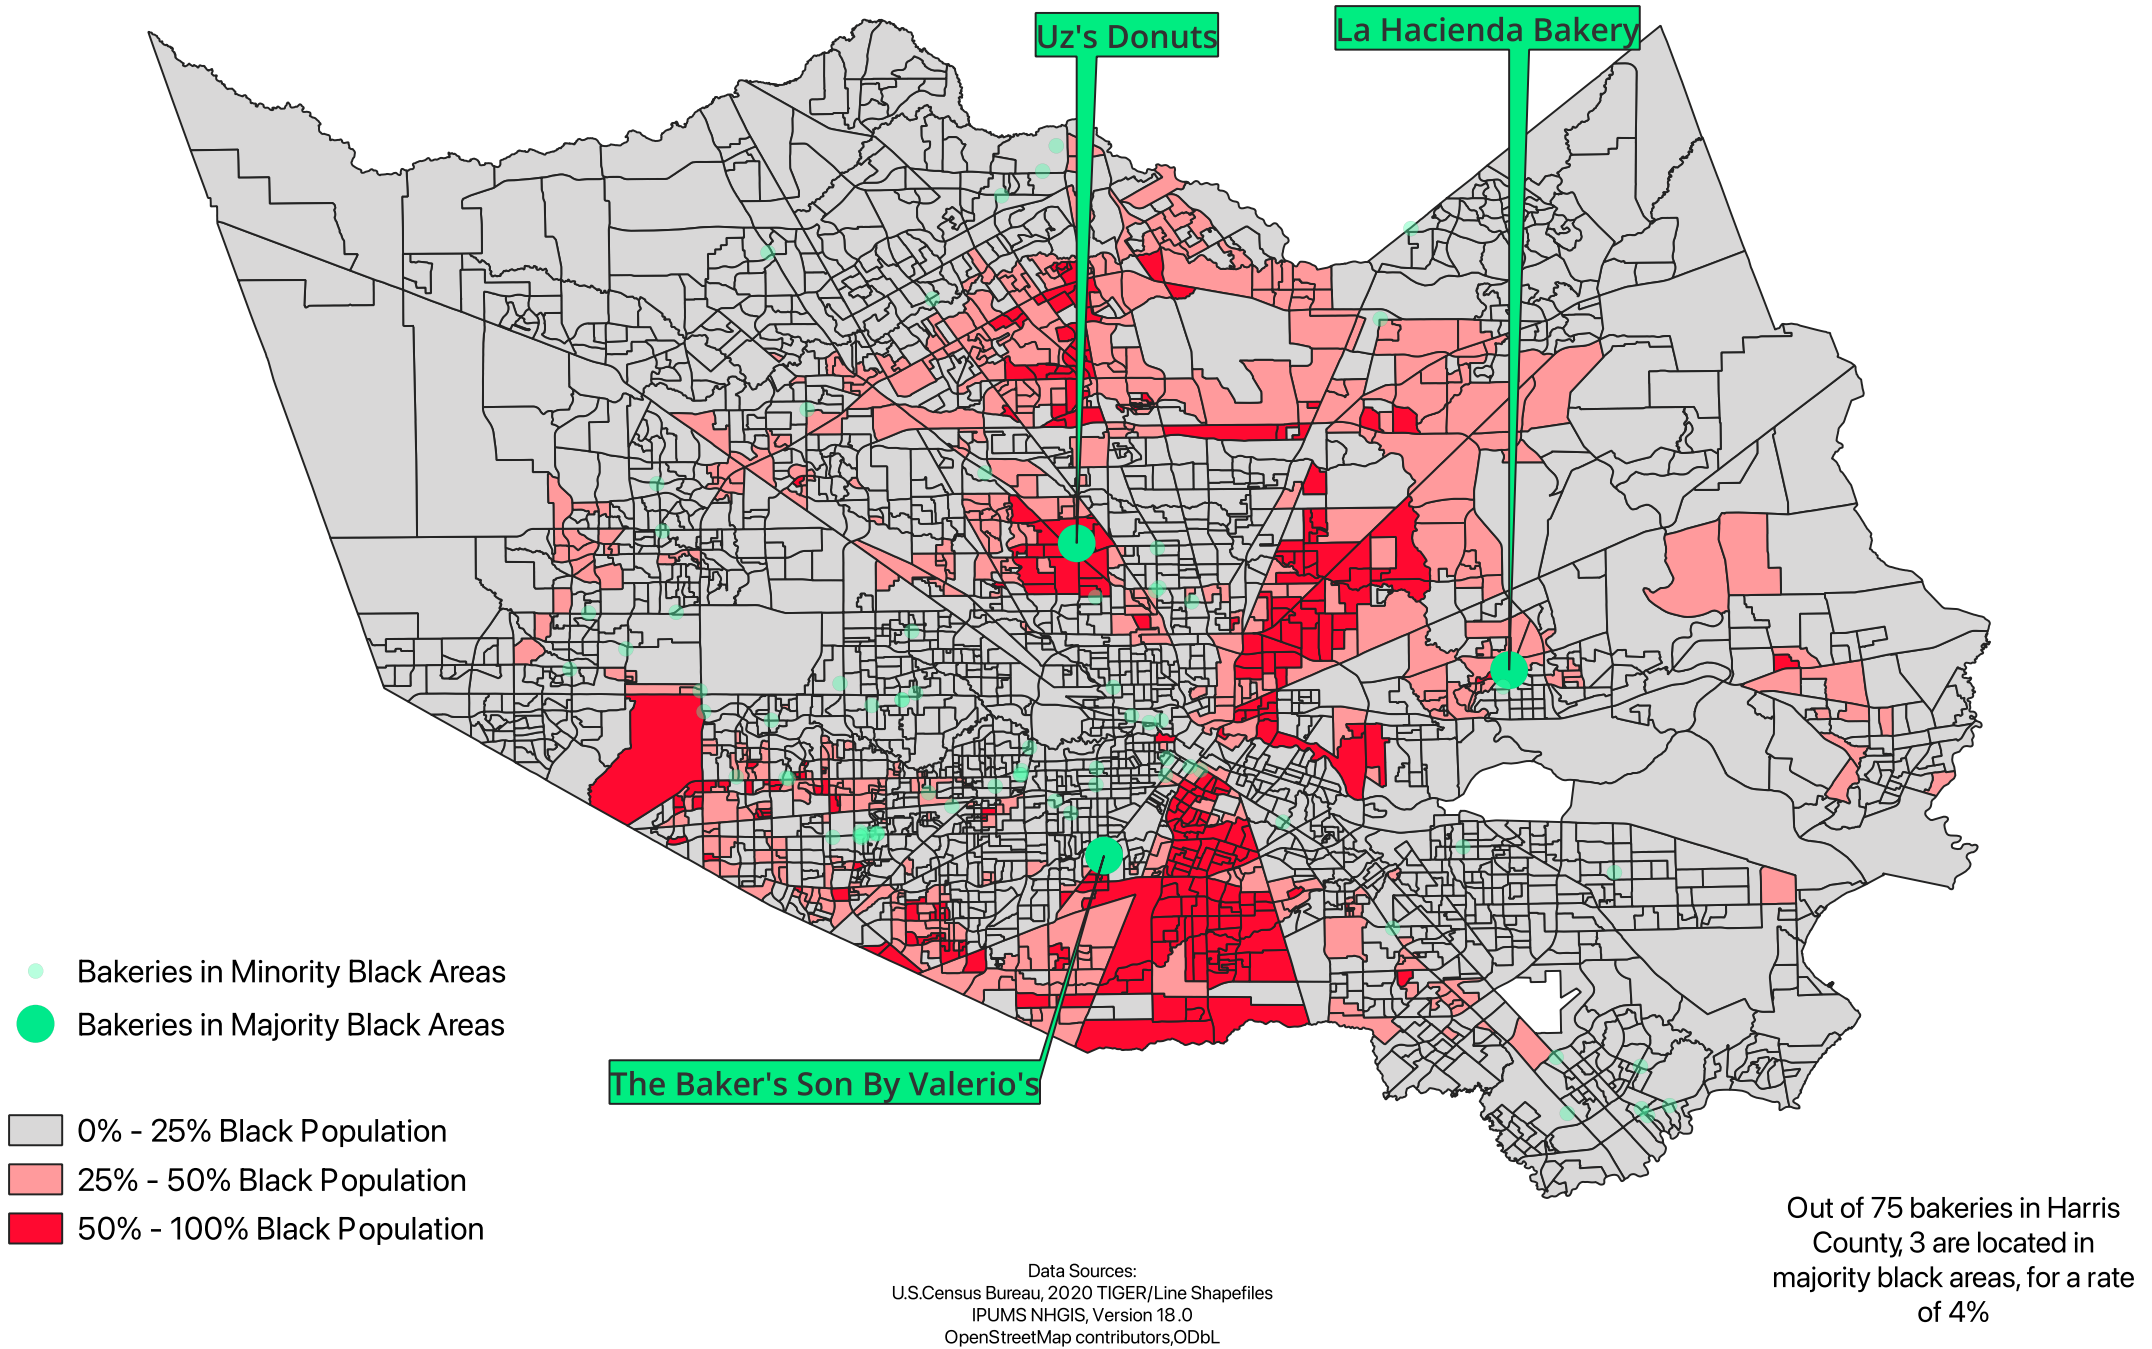 Uz's Donuts
La Hacienda Bakery
Bakeries in Minority Black Areas
Bakeries in Majority Black Areas
The Baker's Son By Valerio's
0% - 25% Black Population
25% - 50% Black Population
50% - 100% Black Population
Out of 75 bakeries in Harris
County, 3 are located in
majority black areas, for a rate
of 4%
Data Sources:
U.S.Census Bureau, 2020 TIGER/Line Shapefiles
IPUMS NHGIS, Version 18.0
OpenStreetMap contributors,ODbL